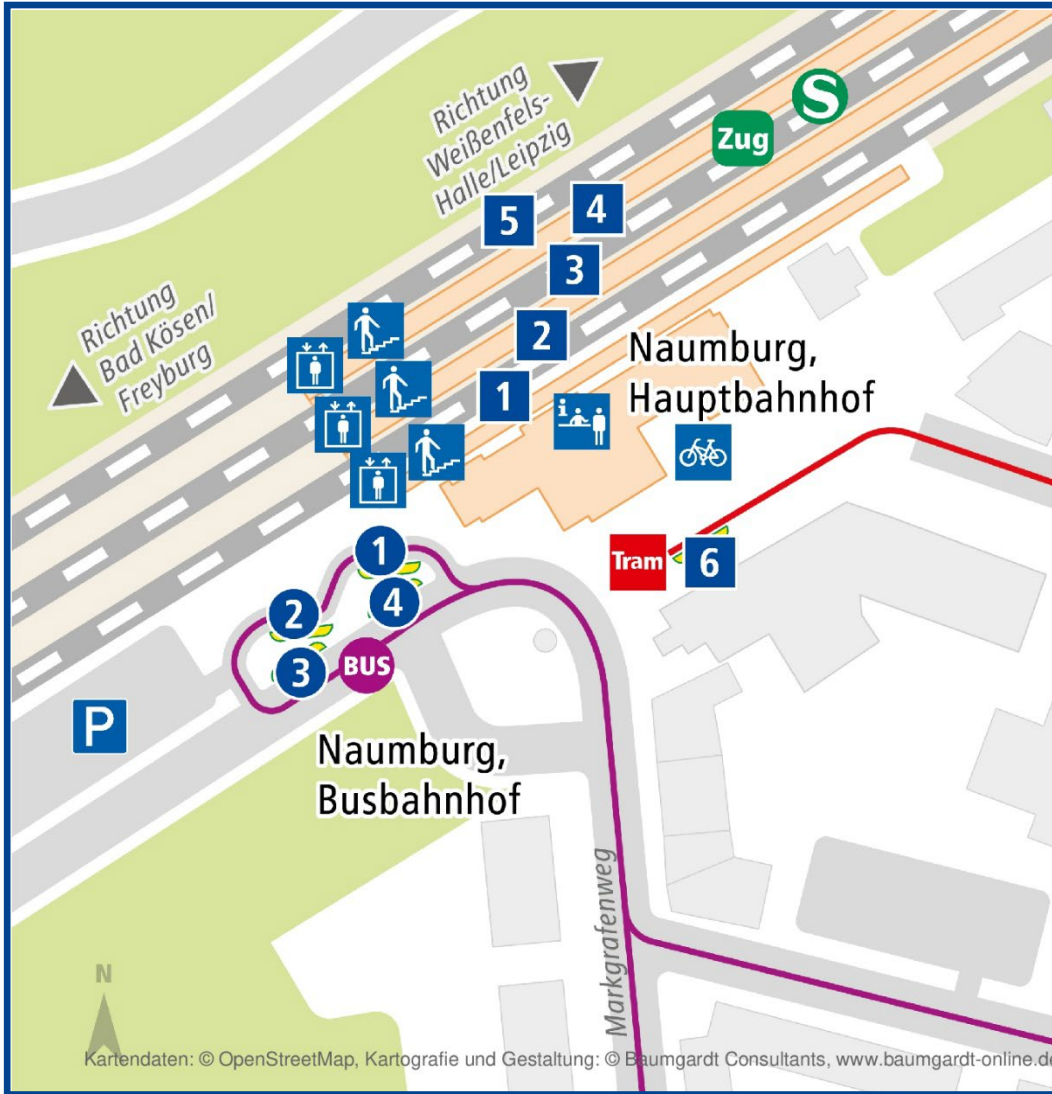 Richtung
Weißenfels-
Halle/Leipzig
S
Zug
5
4
3
2
1
Richtung
Bad Kösen/
Freyburg
Naumburg,
Hauptbahnhof
i
Tram
6
1
2
4
3
BUS
P
Naumburg,
Busbahnhof
Markgrafenweg
N
Kartendaten: © OpenStreetMap, Kartografie und Gestaltung: © Baumgardt Consultants, www.baumgardt-online.de